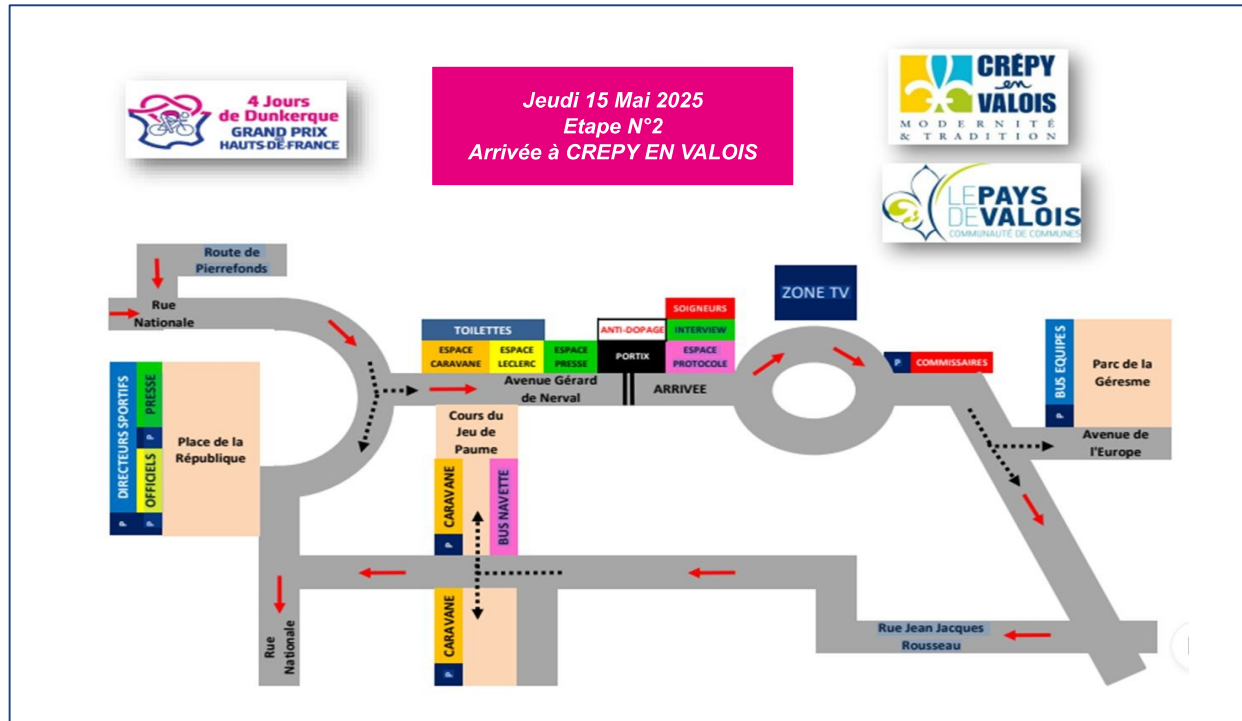 4 Jours
de Dunkerque
GRAND PRIX
HAUTS-DE-FRANCE
Jeudi 15 Mai 2025
Etape N°2
Arrivée à CREPY EN VALOIS
CRÉPY
en
VALOIS
MODERNITÉ
& TRADITION
LE PAYS
DE VALOIS
COMMUNAUTÉ DE COMMUNES
Route de
Pierrefonds
Rue
Nationale
ZONE TV
SOIGNEURS
TOILETTES
ANTI-DOPAGE
INTERVIEW
ESPACE
CARAVANE
ESPACE
LECLERC
ESPACE
PRESSE
PORTIX
ESPACE
PROTOCOLE
P
COMMISSAIRES
BUS EQUIPES
P
Parc de la
Géresme
Avenue Gérard
de Nerval
ARRIVEE
DIRECTEURS SPORTIFS
P
PRESSE
P
OFFICIELS
P
Place de la
République
Cours du
Jeu de
Paume
Avenue de
l'Europe
CARAVANE
P
BUS NAVETTE
CARAVANE
P
Rue
Nationale
Rue Jean Jacques
Rousseau